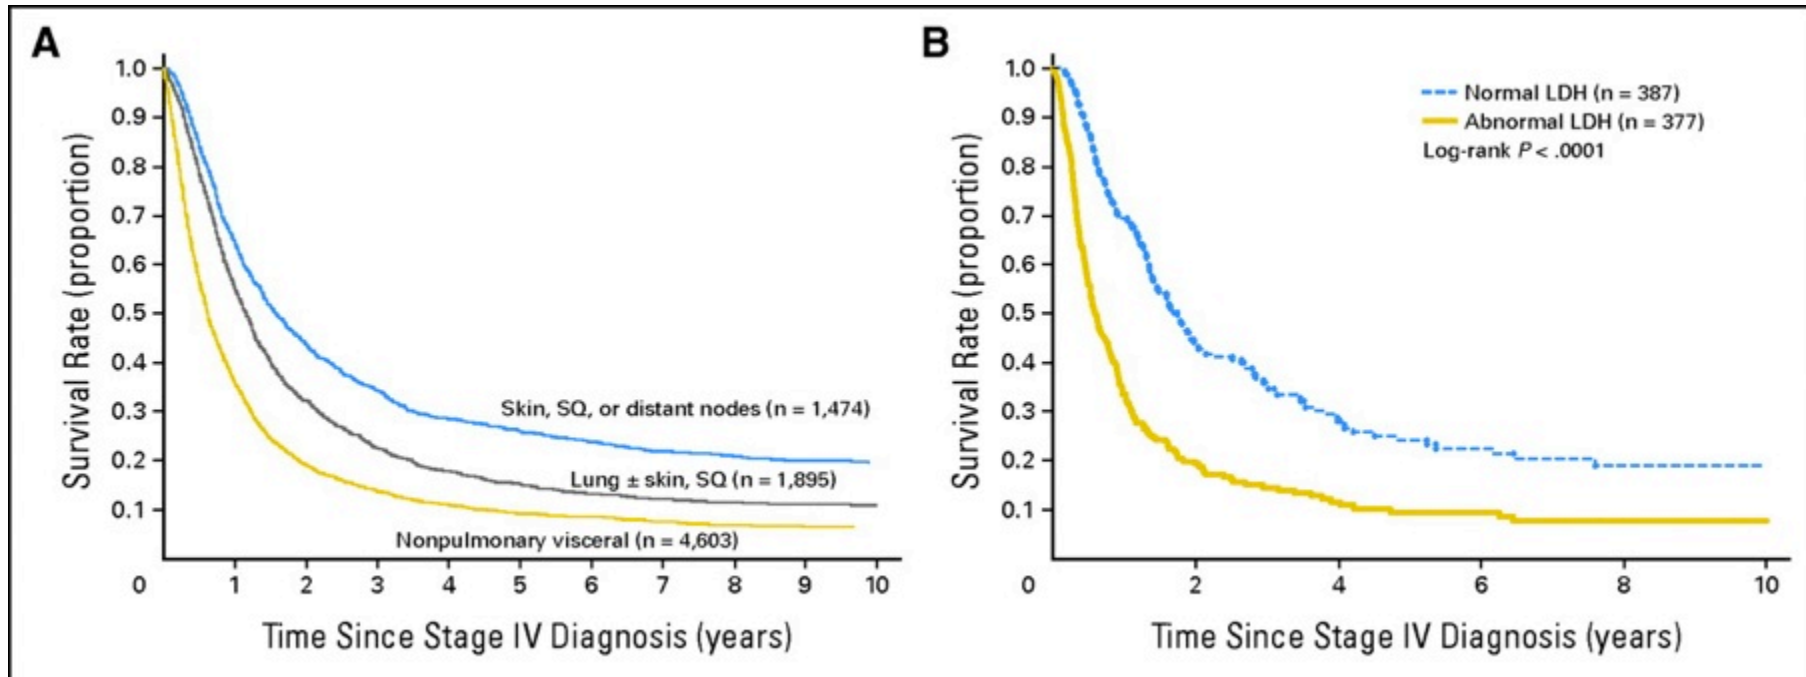 A
Survival Rate (proportion)
1.0
0.9
0.8
0.7
0.6
0.5
0.4
0.3
0.2
0.1
0
1 2 3 4 5 6 7 8 9 10
Time Since Stage IV Diagnosis (years)
Skin, SQ, or distant nodes (n = 1,474)
Lung ± skin, SQ (n = 1,895)
Nonpulmonary visceral (n = 4,603)
B
Survival Rate (proportion)
1.0
0.9
0.8
0.7
0.6
0.5
0.4
0.3
0.2
0.1
0
2 4 6 8 10
Time Since Stage IV Diagnosis (years)
Normal LDH (n = 387)
Abnormal LDH (n = 377)
Log-rank P < .0001